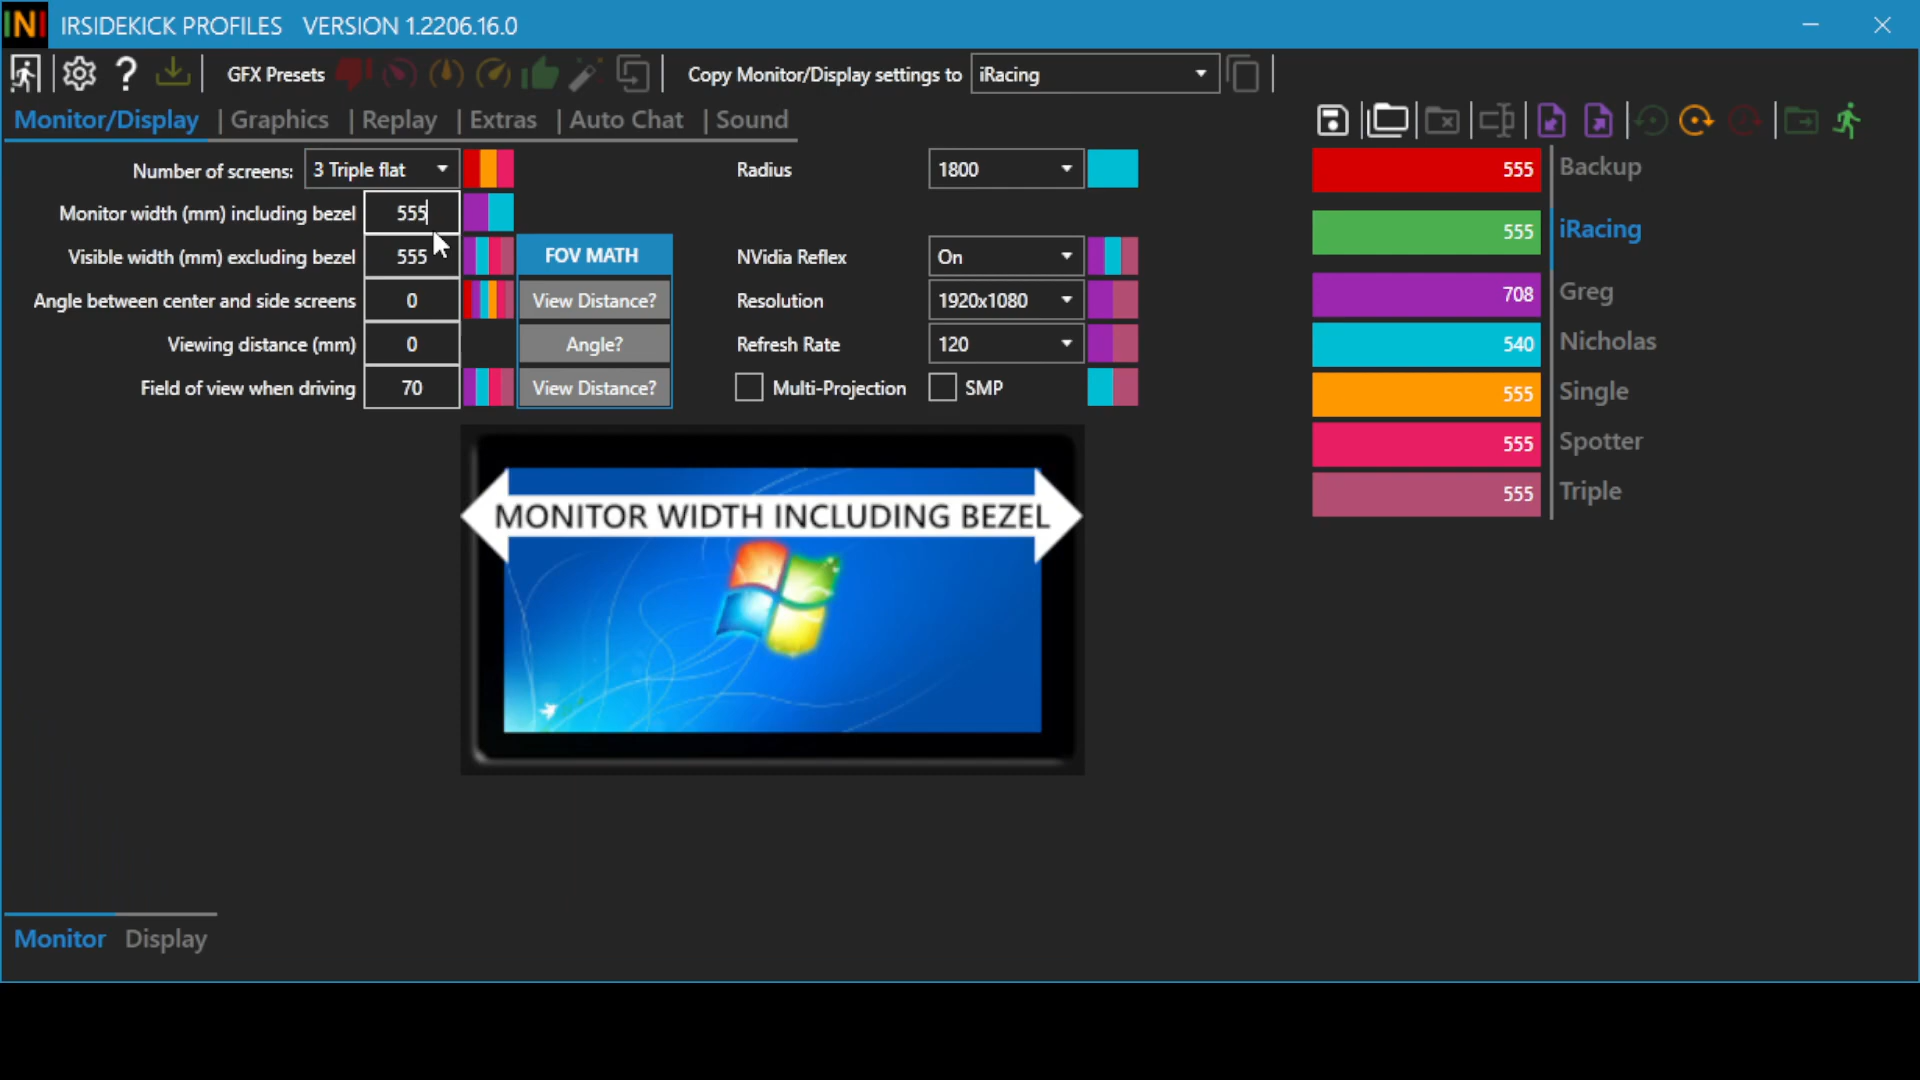 INI IRSIDEKICK PROFILES VERSION 1.2206.16.0
? GFX Presets Copy Monitor/Display settings to iRacing
Monitor/Display | Graphics | Replay | Extras | Auto Chat | Sound
Number of screens: 3 Triple flat
Monitor width (mm) including bezel 555
Visible width (mm) excluding bezel 555
Angle between center and side screens 0
Viewing distance (mm) 0
Field of view when driving 70
FOV MATH
View Distance?
Angle?
View Distance?
Radius 1800
NVidia Reflex On
Resolution 1920x1080
Refresh Rate 120
Multi-Projection SMP
555 Backup
555 iRacing
708 Greg
540 Nicholas
555 Single
555 Spotter
555 Triple
MONITOR WIDTH INCLUDING BEZEL
Monitor Display